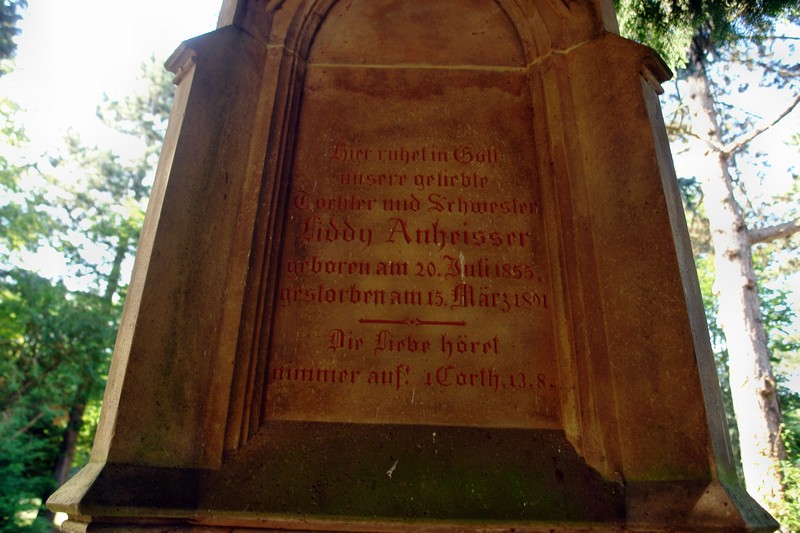 Hier ruhet in Gott
unsere geliebte
Tochter und Schwester
Liddy Anheisser
geboren am 20. Juli 1855,
gestorben am 15. März 1891
Die Liebe höret
nimmer auf! 1 Corth. 13. 8.